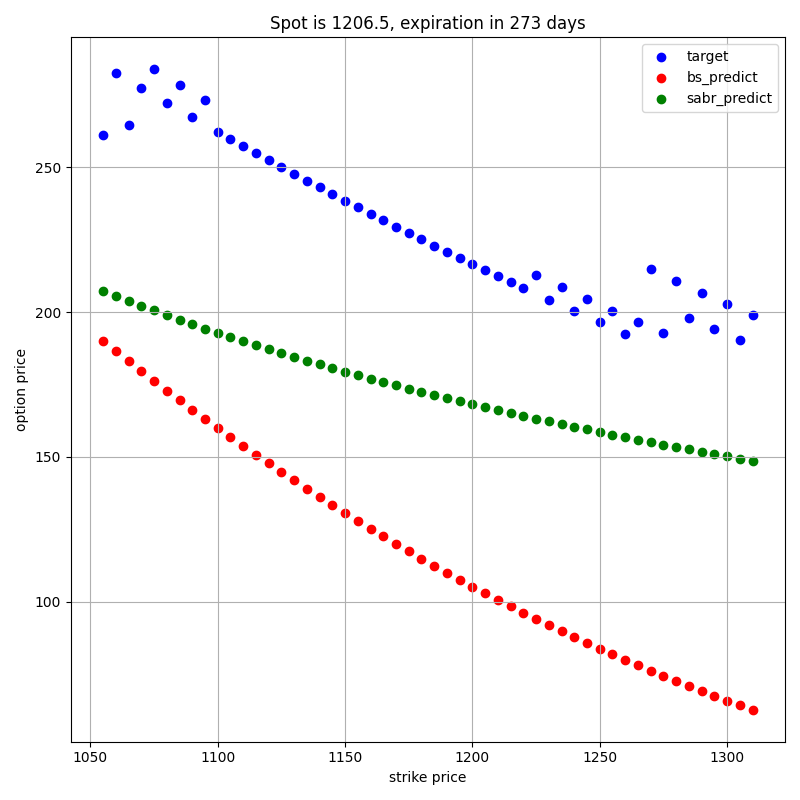 Spot is 1206.5, expiration in 273 days
target
bs_predict
sabr_predict
option price
250
200
150
100
1050
1100
1150
1200
1250
1300
strike price